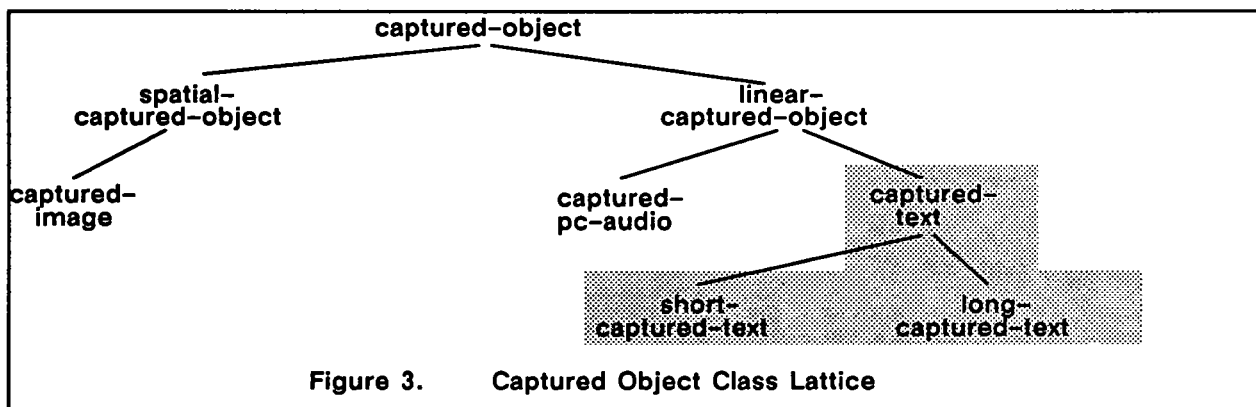 captured-object
spatial-
captured-object
linear-
captured-object
captured-
image
captured-
pc-audio
captured-
text
short-
captured-text
long-
captured-text
Figure 3. Captured Object Class Lattice